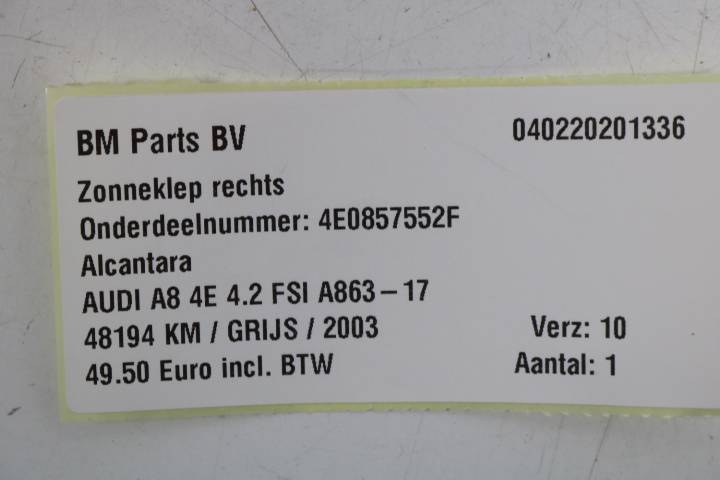 BM Parts BV 040220201336
Zonneklep rechts
Onderdeelnummer: 4E0857552F
Alcantara
AUDI A8 4E 4.2 FSI A863-17
48194 KM / GRIJS / 2003 Verz: 10
49.50 Euro incl. BTW Aantal: 1